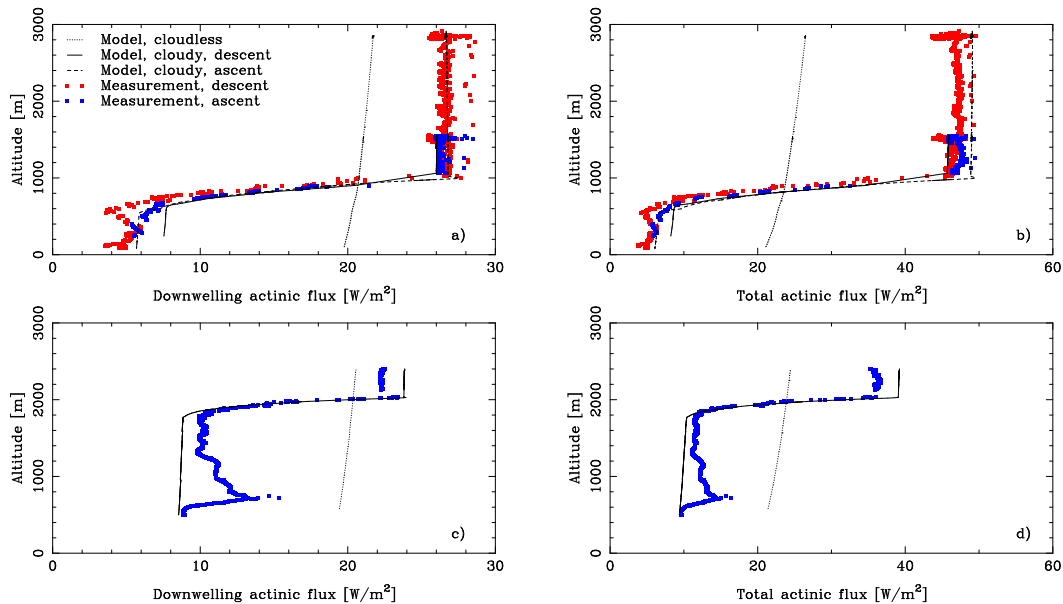 3000
2000
1000
0
Altitude [m]
Model, cloudless
Model, cloudy, descent
Model, cloudy, ascent
Measurement, descent
Measurement, ascent
a)
0 10 20 30
Downwelling actinic flux [W/m²]
3000
2000
1000
0
Altitude [m]
b)
0 20 40 60
Total actinic flux [W/m²]
3000
2000
1000
0
Altitude [m]
c)
0 10 20 30
Downwelling actinic flux [W/m²]
3000
2000
1000
0
Altitude [m]
d)
0 20 40 60
Total actinic flux [W/m²]